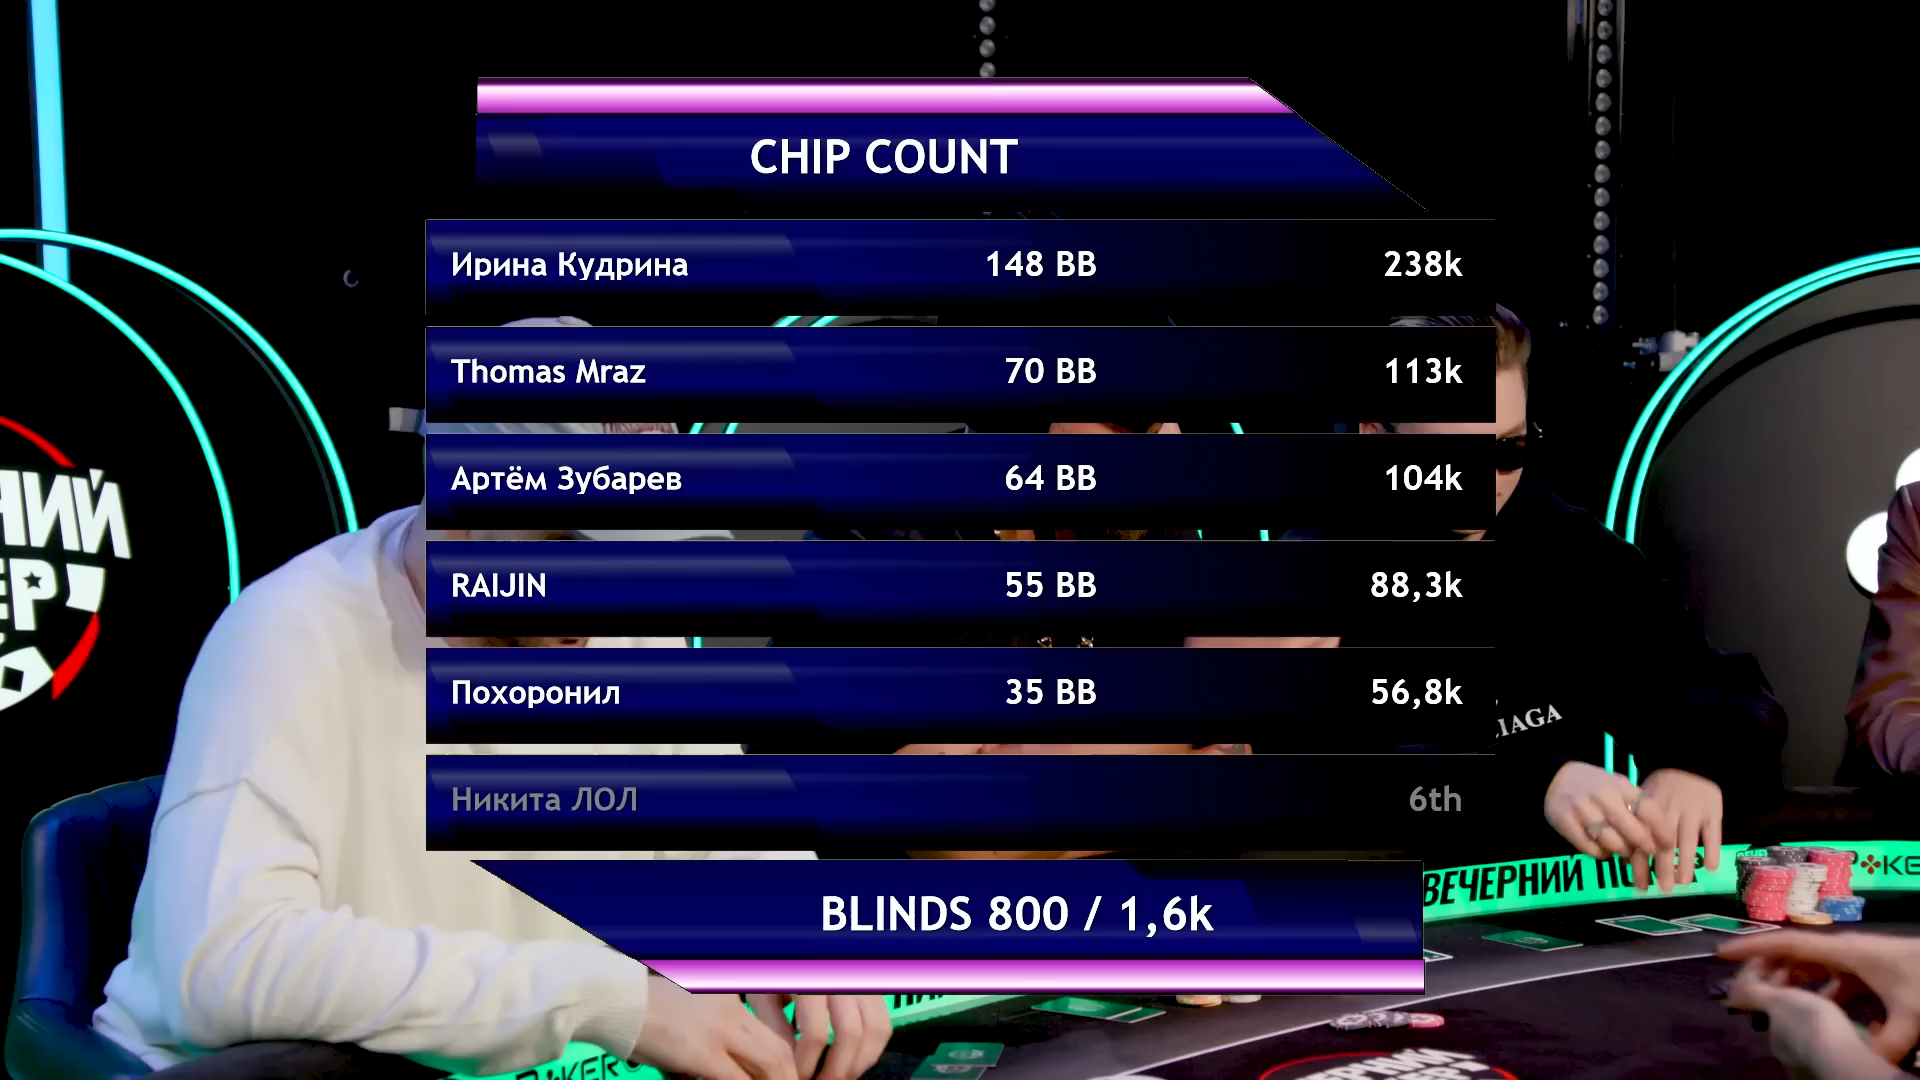 CHIP COUNT
Ирина Кудрина 148 BB 238k
Thomas Mraz 70 BB 113k
Артём Зубарев 64 BB 104k
RAIJIN 55 BB 88,3k
Похоронил 35 BB 56,8k
IAGA
Никита ЛОЛ 6th
ВЕЧЕРНИЙ
BLINDS 800 / 1,6k